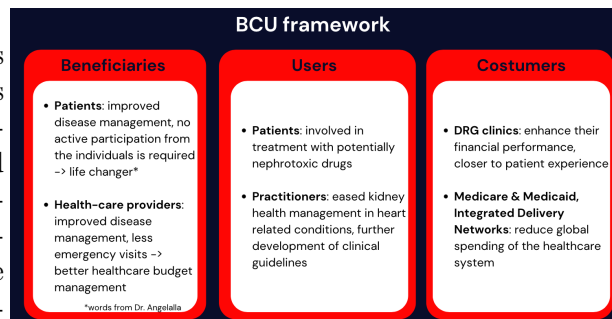 BCU framework
Beneficiaries
• Patients: improved
disease management, no
active participation from
the individuals is required
-> life changer*
• Health-care providers:
improved disease
management, less
emergency visits ->
better healthcare budget
management
*words from Dr. Angelalla
Users
• Patients: involved in
treatment with potentially
nephrotoxic drugs
• Practitioners: eased kidney
health management in heart
related conditions, further
development of clinical
guidelines
Costumers
• DRG clinics: enhance their
financial performance,
closer to patient experience
• Medicare & Medicaid,
Integrated Delivery
Networks: reduce global
spending of the healthcare
system